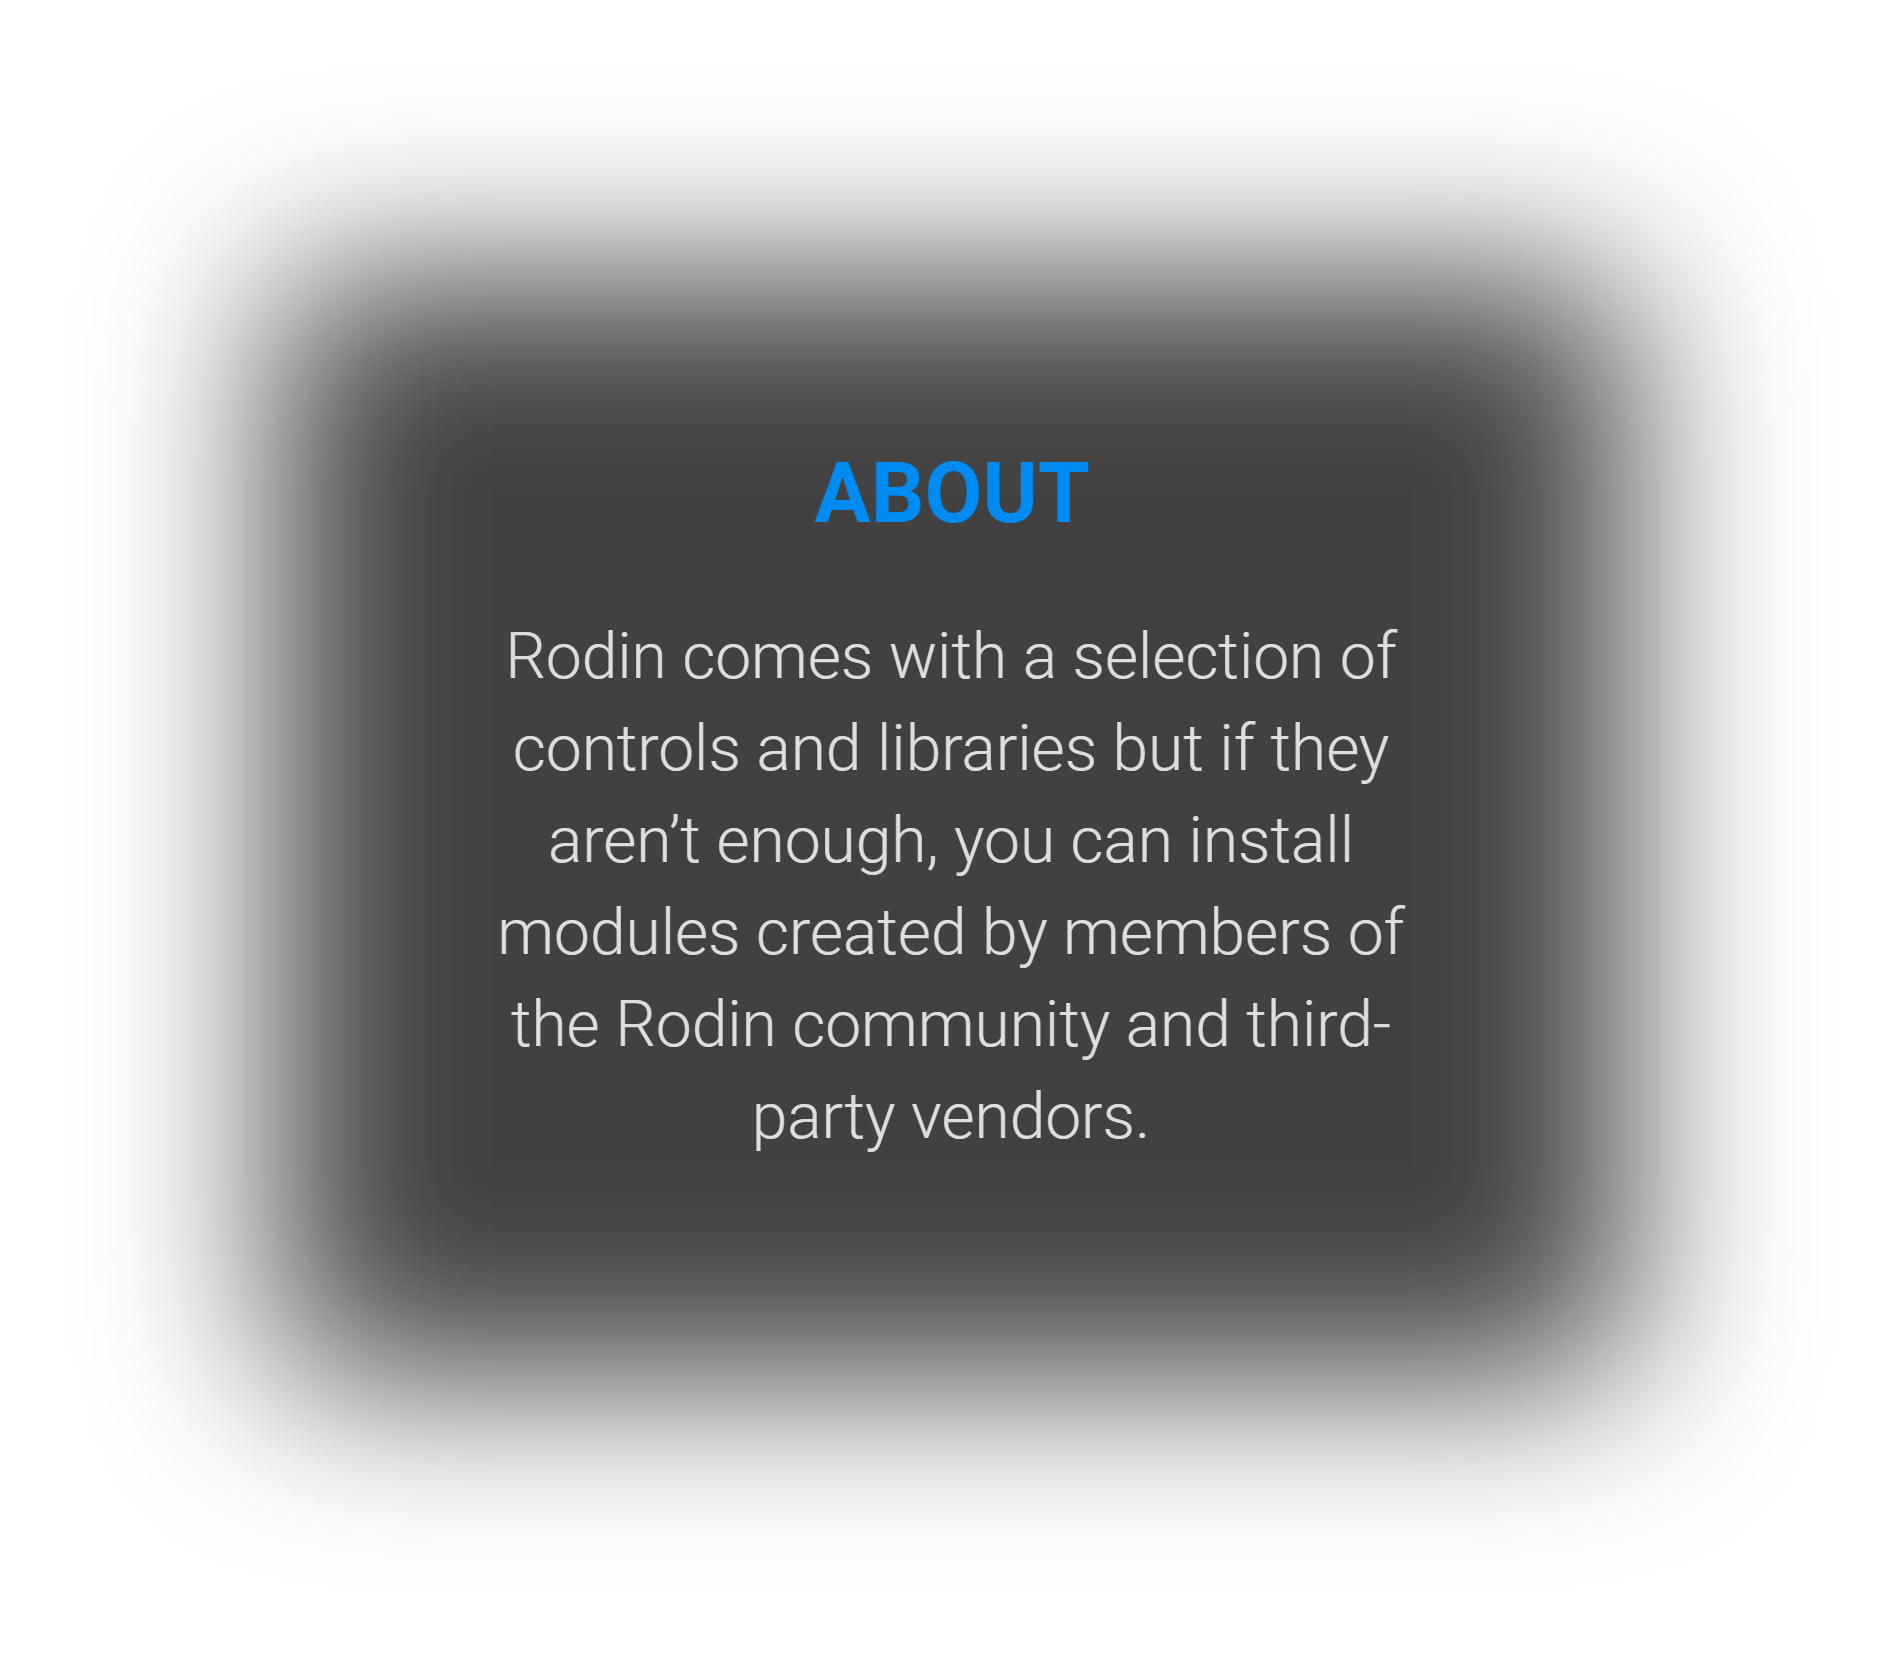 ABOUT
Rodin comes with a selection of
controls and libraries but if they
aren’t enough, you can install
modules created by members of
the Rodin community and third-
party vendors.